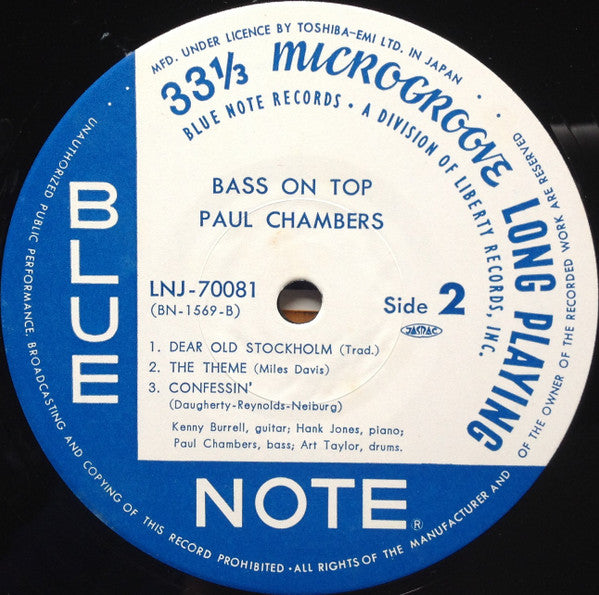 MFD. UNDER LICENCE BY TOSHIBA-EMI LTD. IN JAPAN
33 1/3 MICROGROOVE LONG PLAYING
BLUE NOTE RECORDS • A DIVISION OF LIBERTY RECORDS, INC.
BASS ON TOP
PAUL CHAMBERS
LNJ-70081
(BN-1569-B)
Side 2
JASRAC
1. DEAR OLD STOCKHOLM (Trad.)
2. THE THEME (Miles Davis)
3. CONFESSIN'
(Daugherty-Reynolds-Neiburg)
Kenny Burrell, guitar; Hank Jones, piano;
Paul Chambers, bass; Art Taylor, drums.
BLUE
NOTE®
UNAUTHORIZED PUBLIC PERFORMANCE, BROADCASTING AND COPYING OF THIS RECORD PROHIBITED • ALL RIGHTS OF THE MANUFACTURER AND OF THE OWNER OF THE RECORDED WORK ARE RESERVED